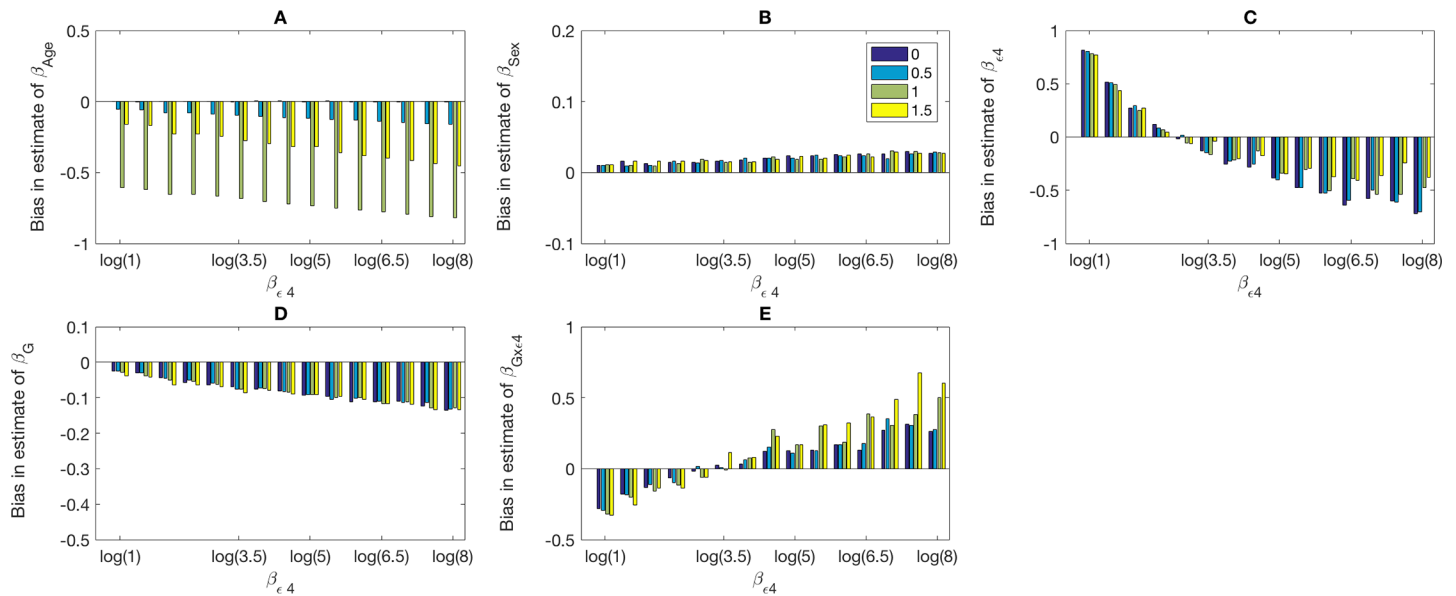 A
Bias in estimate of βAge
0.5
0
-0.5
-1
log(1) log(3.5) log(5) log(6.5) log(8)
βϵ 4
B
Bias in estimate of βSex
0.2
0.1
0
-0.1
0
0.5
1
1.5
log(1) log(3.5) log(5) log(6.5) log(8)
βϵ 4
C
Bias in estimate of βϵ4
1
0.5
0
-0.5
-1
log(1) log(3.5) log(5) log(6.5) log(8)
βϵ4
D
Bias in estimate of βG
0.1
0
-0.1
-0.2
-0.3
-0.4
-0.5
log(1) log(3.5) log(5) log(6.5) log(8)
βϵ 4
E
Bias in estimate of βGxϵ4
1
0.5
0
-0.5
log(1) log(3.5) log(5) log(6.5) log(8)
βϵ4